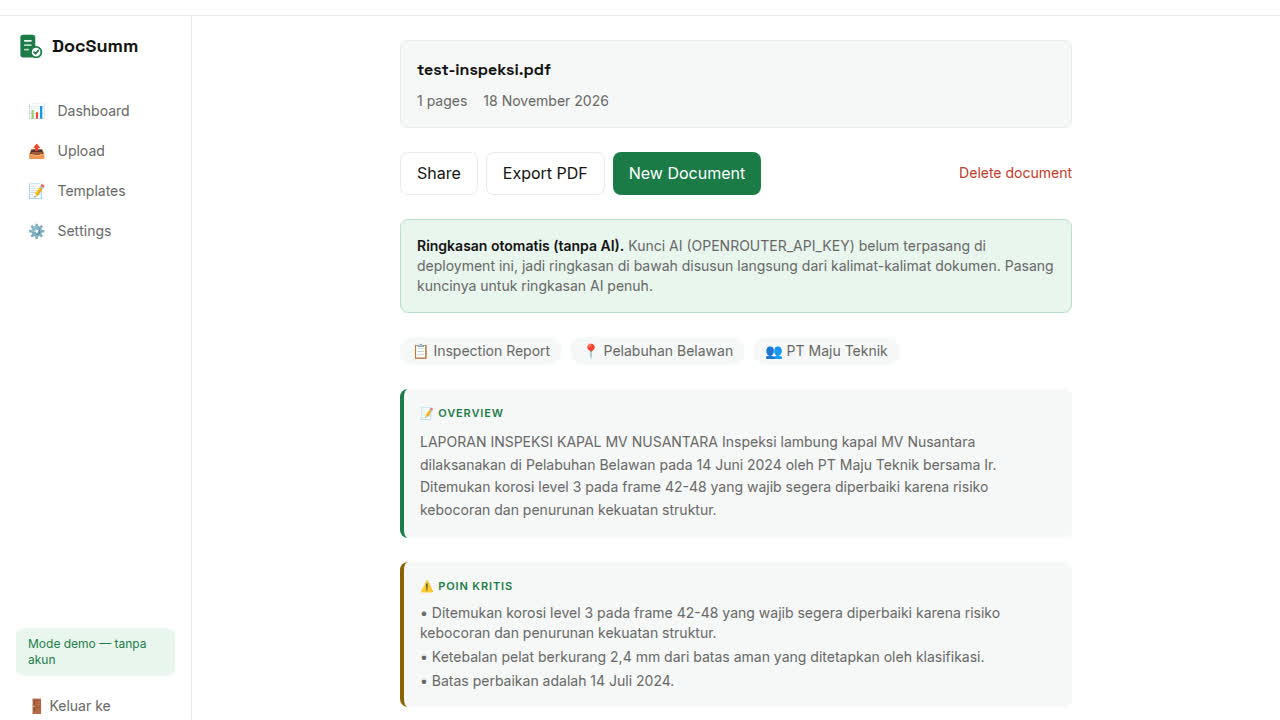 DocSumm
Dashboard
Upload
Templates
Settings
Mode demo — tanpa
akun
Keluar ke
test-inspeksi.pdf
1 pages 18 November 2026
Share Export PDF New Document Delete document
Ringkasan otomatis (tanpa AI). Kunci AI (OPENROUTER_API_KEY) belum terpasang di
deployment ini, jadi ringkasan di bawah disusun langsung dari kalimat-kalimat dokumen. Pasang
kuncinya untuk ringkasan AI penuh.
Inspection Report Pelabuhan Belawan PT Maju Teknik
OVERVIEW
LAPORAN INSPEKSI KAPAL MV NUSANTARA Inspeksi lambung kapal MV Nusantara
dilaksanakan di Pelabuhan Belawan pada 14 Juni 2024 oleh PT Maju Teknik bersama Ir.
Ditemukan korosi level 3 pada frame 42-48 yang wajib segera diperbaiki karena risiko
kebocoran dan penurunan kekuatan struktur.
POIN KRITIS
• Ditemukan korosi level 3 pada frame 42-48 yang wajib segera diperbaiki karena risiko
kebocoran dan penurunan kekuatan struktur.
• Ketebalan pelat berkurang 2,4 mm dari batas aman yang ditetapkan oleh klasifikasi.
• Batas perbaikan adalah 14 Juli 2024.